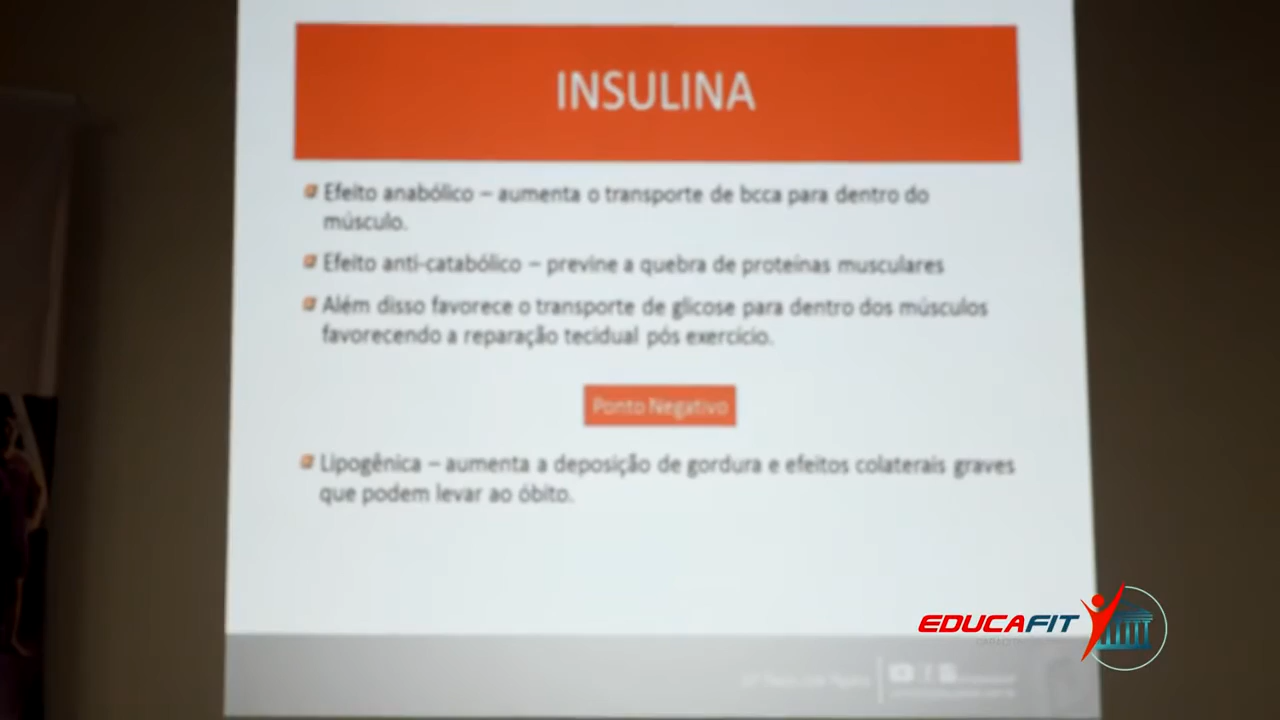 INSULINA
Efeito anabólico – aumenta o transporte de bcca para dentro do
músculo.
Efeito anti-catabólico – previne a quebra de proteínas musculares
Além disso favorece o transporte de glicose para dentro dos músculos
favorecendo a reparação tecidual pós exercício.
Ponto Negativo
Lipogênica – aumenta a deposição de gordura e efeitos colaterais graves
que podem levar ao óbito.
EDUCAFIT